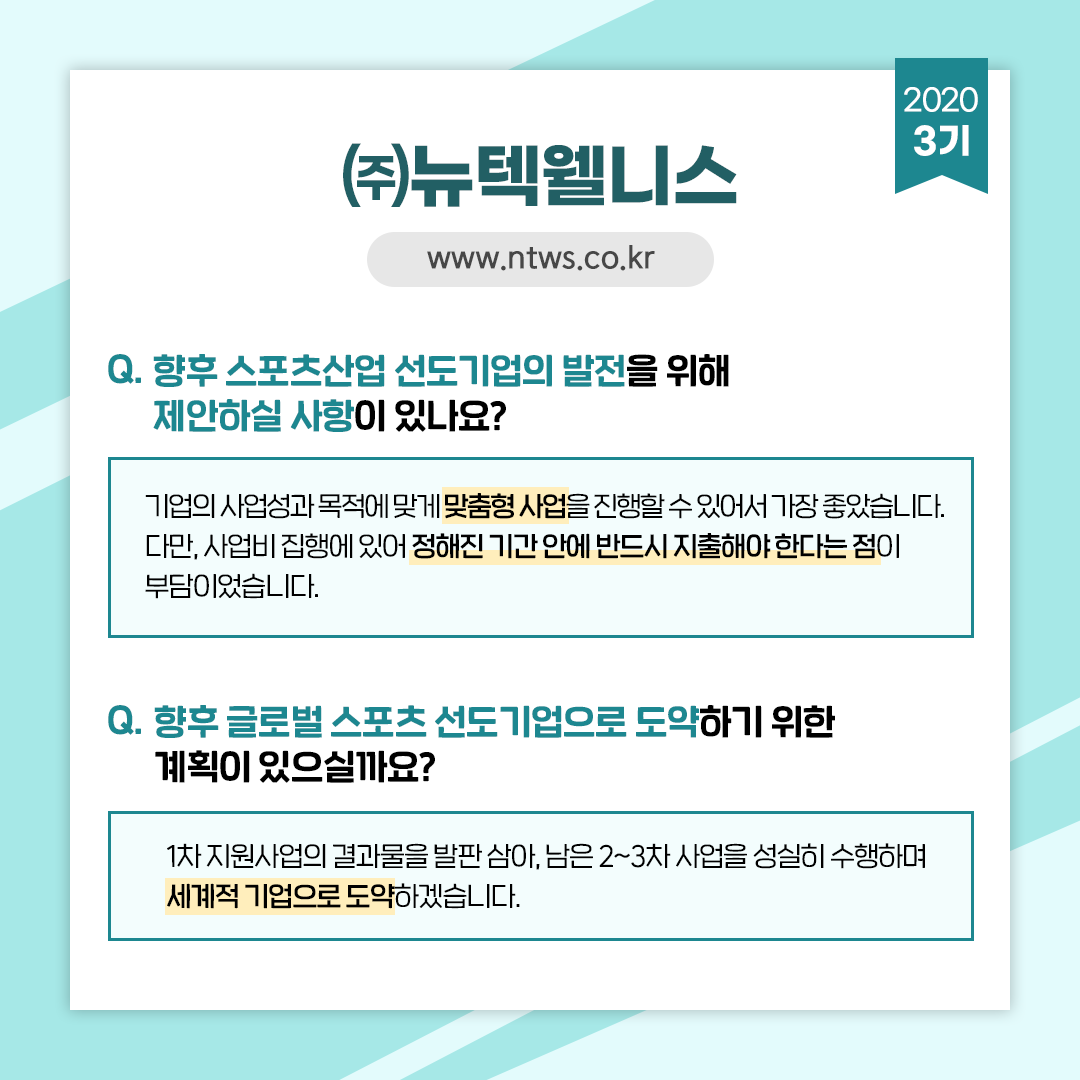 2020
3기
㈜뉴텍웰니스
www.ntws.co.kr
Q. 향후 스포츠산업 선도기업의 발전을 위해
제안하실 사항이 있나요?
기업의 사업성과 목적에 맞게 맞춤형 사업을 진행할 수 있어서 가장 좋았습니다.
다만, 사업비 집행에 있어 정해진 기간 안에 반드시 지출해야 한다는 점이
부담이었습니다.
Q. 향후 글로벌 스포츠 선도기업으로 도약하기 위한
계획이 있으실까요?
1차 지원사업의 결과물을 발판 삼아, 남은 2~3차 사업을 성실히 수행하며
세계적 기업으로 도약하겠습니다.